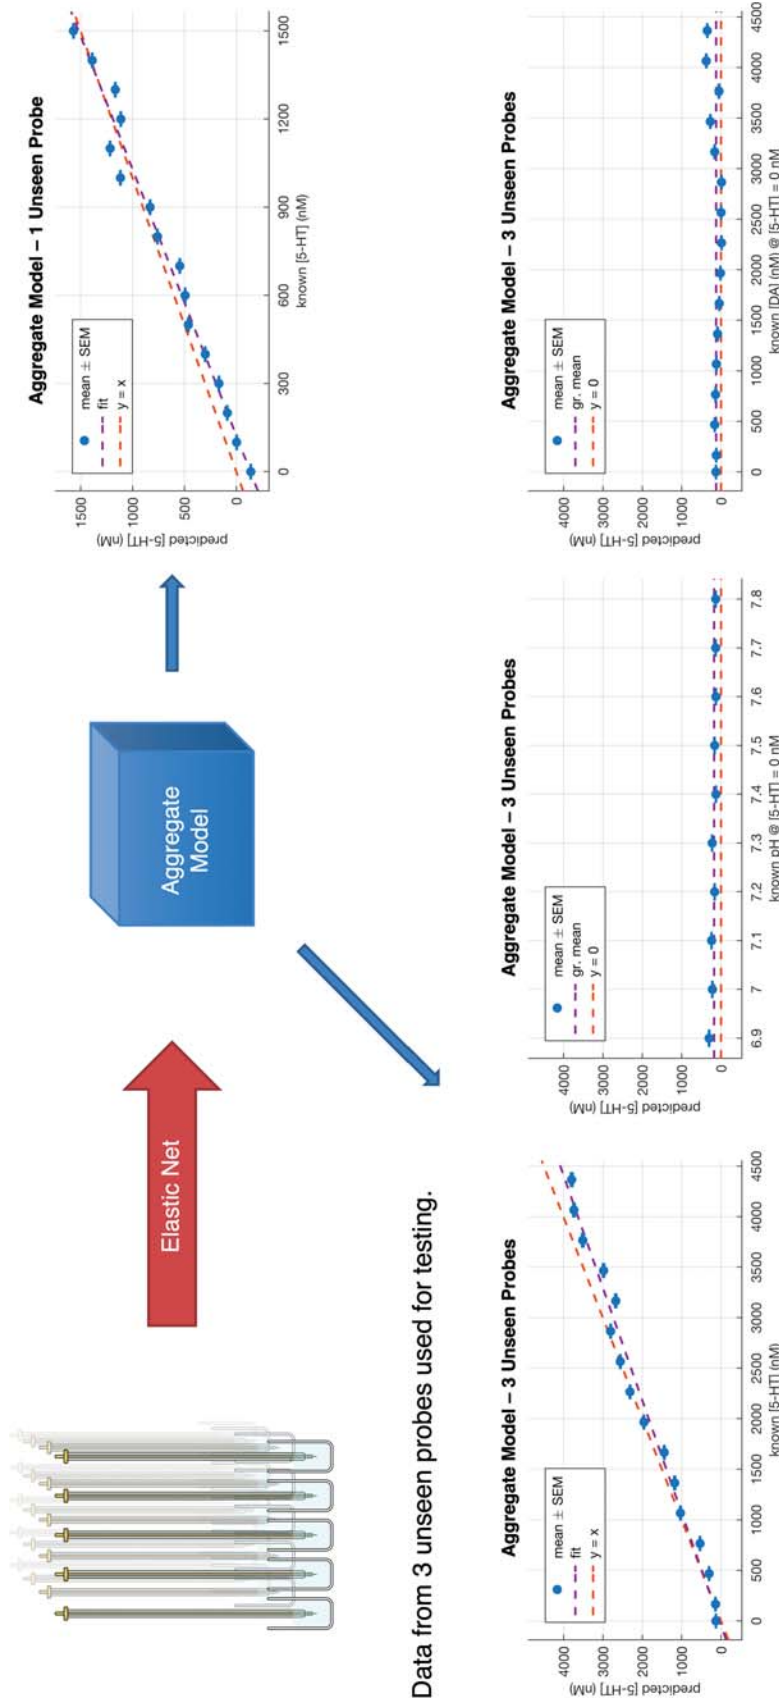 Elastic Net
Aggregate
Model
Aggregate Model – 1 Unseen Probe
predicted [5-HT] (nM)
1500
1000
500
0
mean ± SEM
fit
y = x
0
300
600
900
1200
1500
known [5-HT] (nM)
Data from 3 unseen probes used for testing.
Aggregate Model – 3 Unseen Probes
predicted [5-HT] (nM)
4000
3000
2000
1000
0
mean ± SEM
fit
y = x
0
500
1000
1500
2000
2500
3000
3500
4000
4500
known [5-HT] (nM)
Aggregate Model – 3 Unseen Probes
predicted [5-HT] (nM)
4000
3000
2000
1000
0
mean ± SEM
gr. mean
y = 0
6.9
7
7.1
7.2
7.3
7.4
7.5
7.6
7.7
7.8
known pH @ [5-HT] = 0 nM
Aggregate Model – 3 Unseen Probes
predicted [5-HT] (nM)
4000
3000
2000
1000
0
mean ± SEM
gr. mean
y = 0
0
500
1000
1500
2000
2500
3000
3500
4000
4500
known [DA] (nM) @ [5-HT] = 0 nM